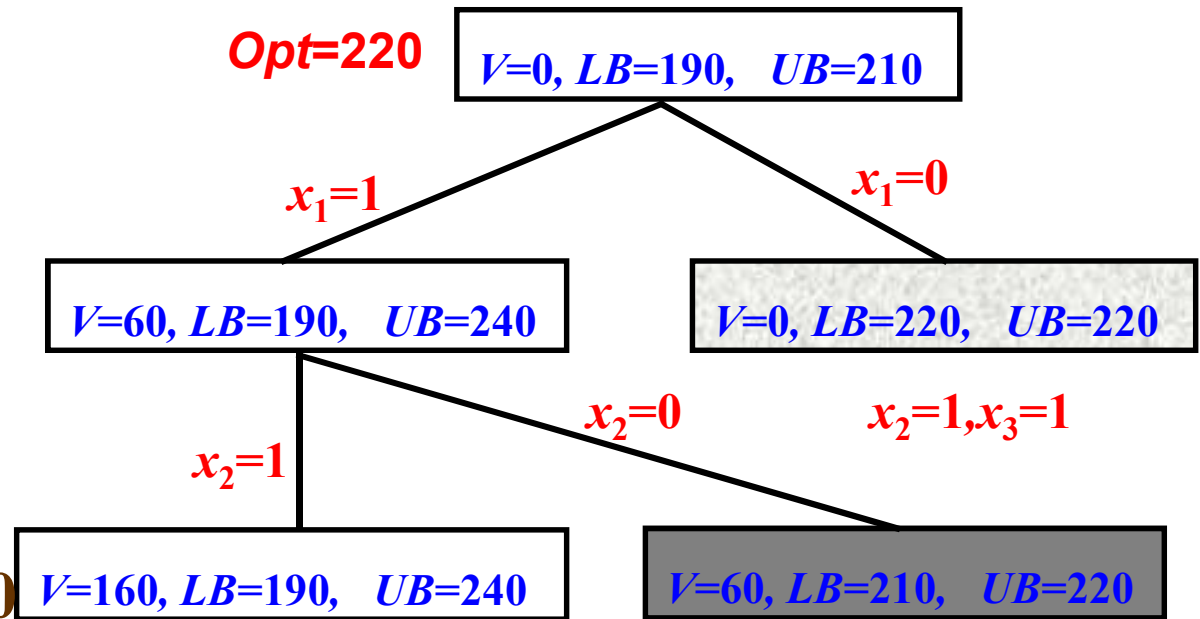 Opt=220
V=0, LB=190, UB=210
x₁=1
x₁=0
V=60, LB=190, UB=240
V=0, LB=220, UB=220
x₂=1
x₂=0
x₂=1,x₃=1
V=160, LB=190, UB=240
V=60, LB=210, UB=220